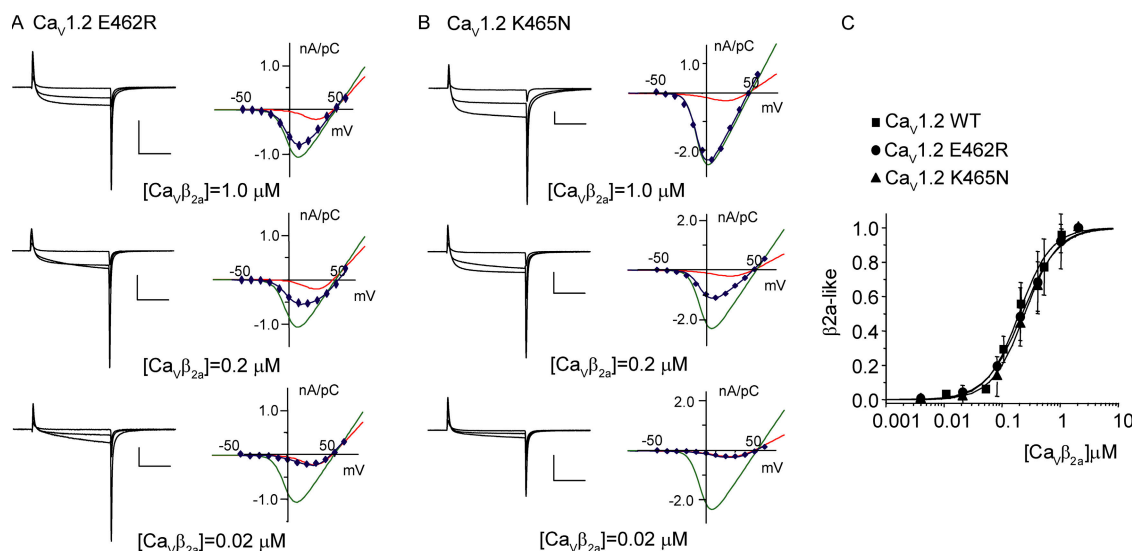 A CaV1.2 E462R
nA/pC
1.0
-50
50
mV
-1.0
[CaVβ2a]=1.0 μM
nA/pC
1.0
-50
50
mV
-1.0
[CaVβ2a]=0.2 μM
nA/pC
1.0
-50
50
mV
-1.0
[CaVβ2a]=0.02 μM
B CaV1.2 K465N
nA/pC
1.0
-50
50
mV
-2.0
[CaVβ2a]=1.0 μM
nA/pC
2.0
-50
50
mV
-2.0
[CaVβ2a]=0.2 μM
nA/pC
2.0
-50
50
mV
-2.0
[CaVβ2a]=0.02 μM
C
CaV1.2 WT
CaV1.2 E462R
CaV1.2 K465N
β2a-like
1.0
0.8
0.6
0.4
0.2
0.0
0.001 0.01 0.1 1 10
[CaVβ2a]μM